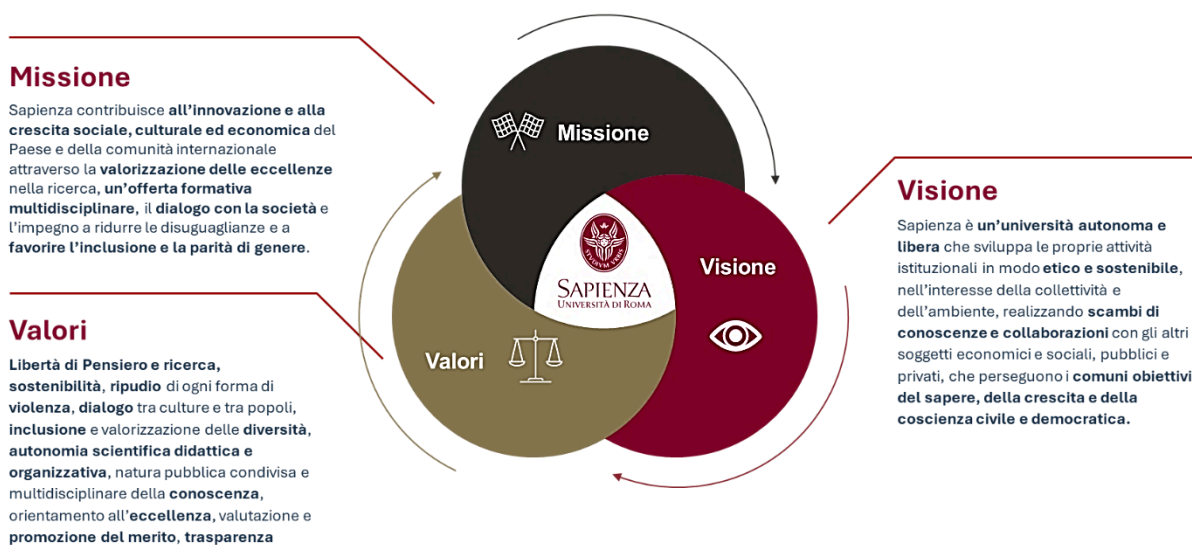 Missione
Sapienza contribuisce all’innovazione e alla
crescita sociale, culturale ed economica del
Paese e della comunità internazionale
attraverso la valorizzazione delle eccellenze
nella ricerca, un’offerta formativa
multidisciplinare, il dialogo con la società e
l’impegno a ridurre le disuguaglianze e a
favorire l’inclusione e la parità di genere.
Valori
Libertà di Pensiero e ricerca,
sostenibilità, ripudio di ogni forma di
violenza, dialogo tra culture e tra popoli,
inclusione e valorizzazione delle diversità,
autonomia scientifica didattica e
organizzativa, natura pubblica condivisa e
multidisciplinare della conoscenza,
orientamento all’eccellenza, valutazione e
promozione del merito, trasparenza
Missione
Visione
Valori
STVDIVM VRBIS
SAPIENZA
UNIVERSITÀ DI ROMA
Visione
Sapienza è un’università autonoma e
libera che sviluppa le proprie attività
istituzionali in modo etico e sostenibile,
nell’interesse della collettività e
dell’ambiente, realizzando scambi di
conoscenze e collaborazioni con gli altri
soggetti economici e sociali, pubblici e
privati, che perseguono i comuni obiettivi
del sapere, della crescita e della
coscienza civile e democratica.